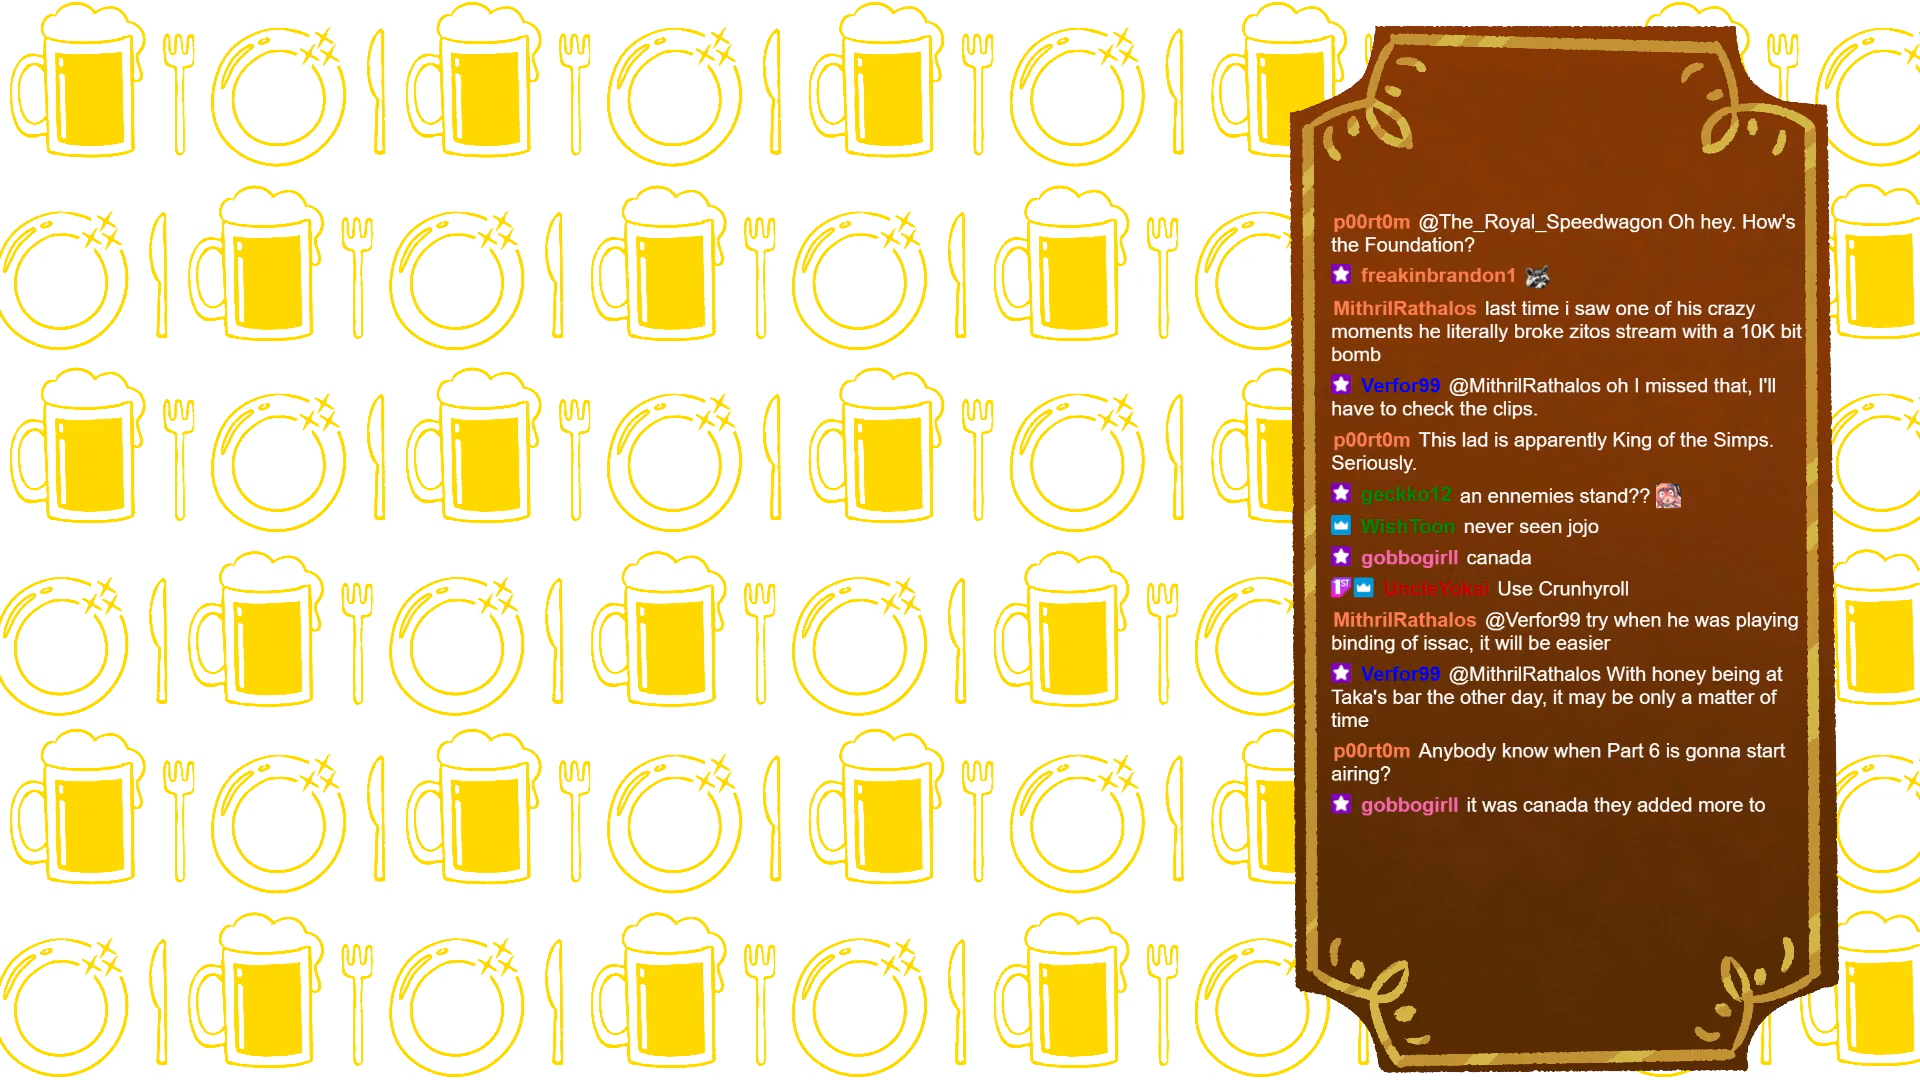 p00rt0m @The_Royal_Speedwagon Oh hey. How's
the Foundation?
freakinbrandon1
MithrilRathalos last time i saw one of his crazy
moments he literally broke zitos stream with a 10K bit
bomb
Verfor99 @MithrilRathalos oh I missed that, I'll
have to check the clips.
p00rt0m This lad is apparently King of the Simps.
Seriously.
geckko12 an ennemies stand??
WishToon never seen jojo
gobbogirll canada
1ST UncleYokai Use Crunhyroll
MithrilRathalos @Verfor99 try when he was playing
binding of issac, it will be easier
Verfor99 @MithrilRathalos With honey being at
Taka's bar the other day, it may be only a matter of
time
p00rt0m Anybody know when Part 6 is gonna start
airing?
gobbogirll it was canada they added more to